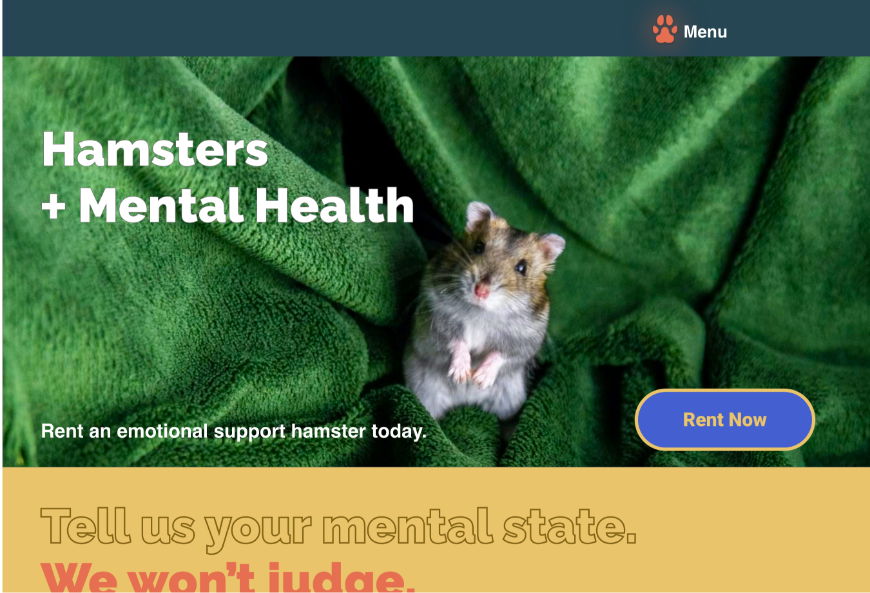 Menu
Hamsters
+ Mental Health
Rent an emotional support hamster today.
Rent Now
Tell us your mental state.
We won't judge.